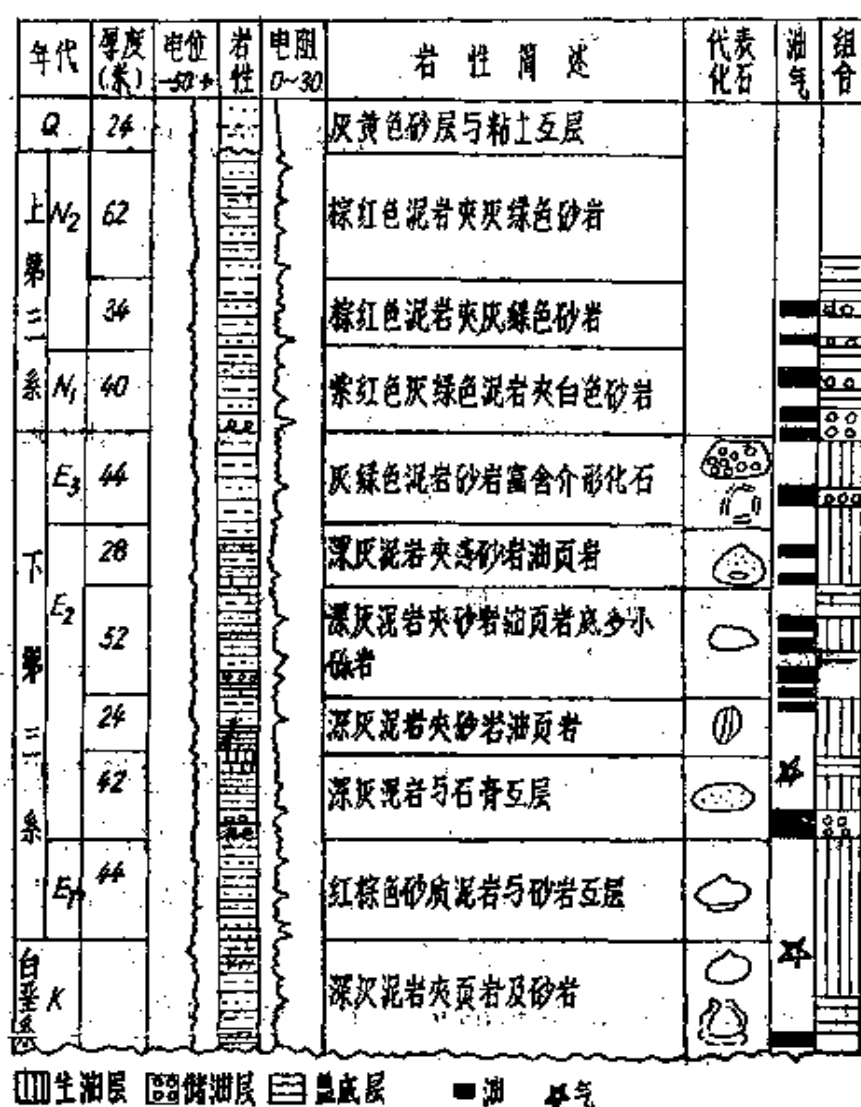 年代 厚度(米) 电位 -50+ 岩性 电阻 0~30 岩性简述 代表化石 油气 组合
Q 24 灰黄色砂层与粘土互层
上第三系 N₂ 62 棕红色泥岩夹灰绿色砂岩
34 棕红色泥岩夹灰绿色砂岩
N₁ 40 紫红色灰绿色泥岩夹白色砂岩
下第三系 E₃ 44 灰绿色泥岩砂岩富含介形化石
E₂ 28 深灰泥岩夹薄砂岩油页岩
52 深灰泥岩夹砂岩油页岩底多小
砾岩
24 深灰泥岩夹砂岩油页岩
42 深灰泥岩与石膏互层
E₁ 44 红棕色砂质泥岩与砂岩互层
白垩系 K 深灰泥岩夹页岩及砂岩
生油层 储油层 盖底层 油 气